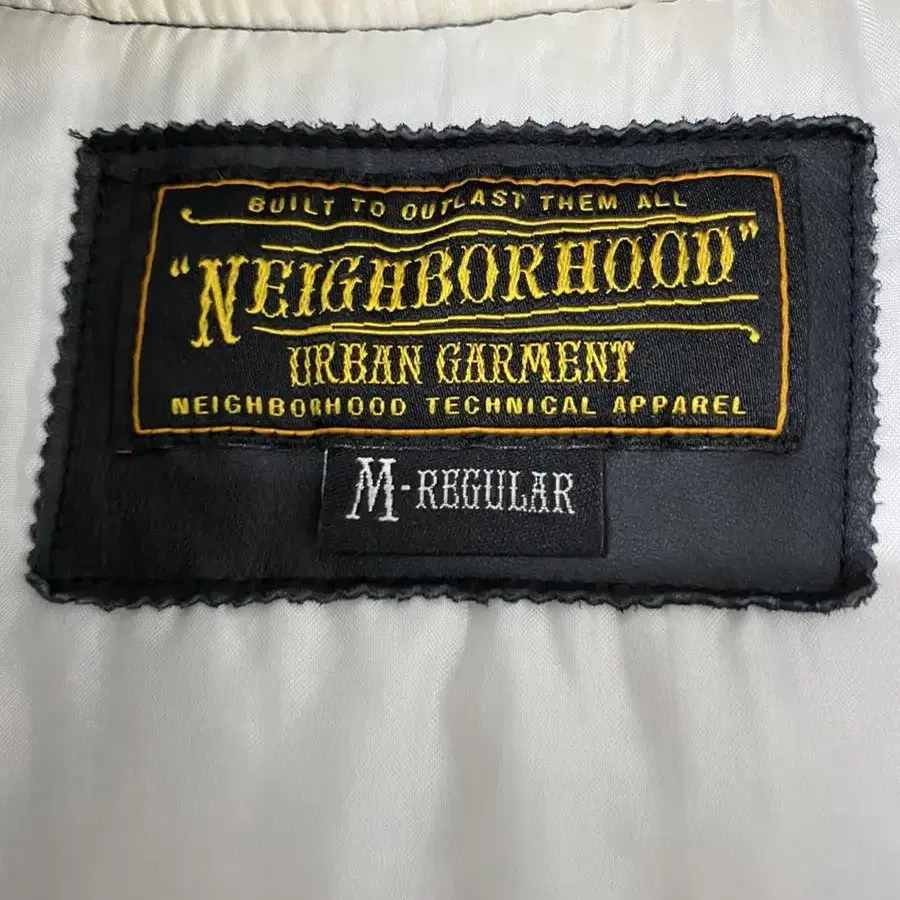 BUILT TO OUTLAST THEM ALL
"NEIGHBORHOOD"
URBAN GARMENT
NEIGHBORHOOD TECHNICAL APPAREL
M-REGULAR